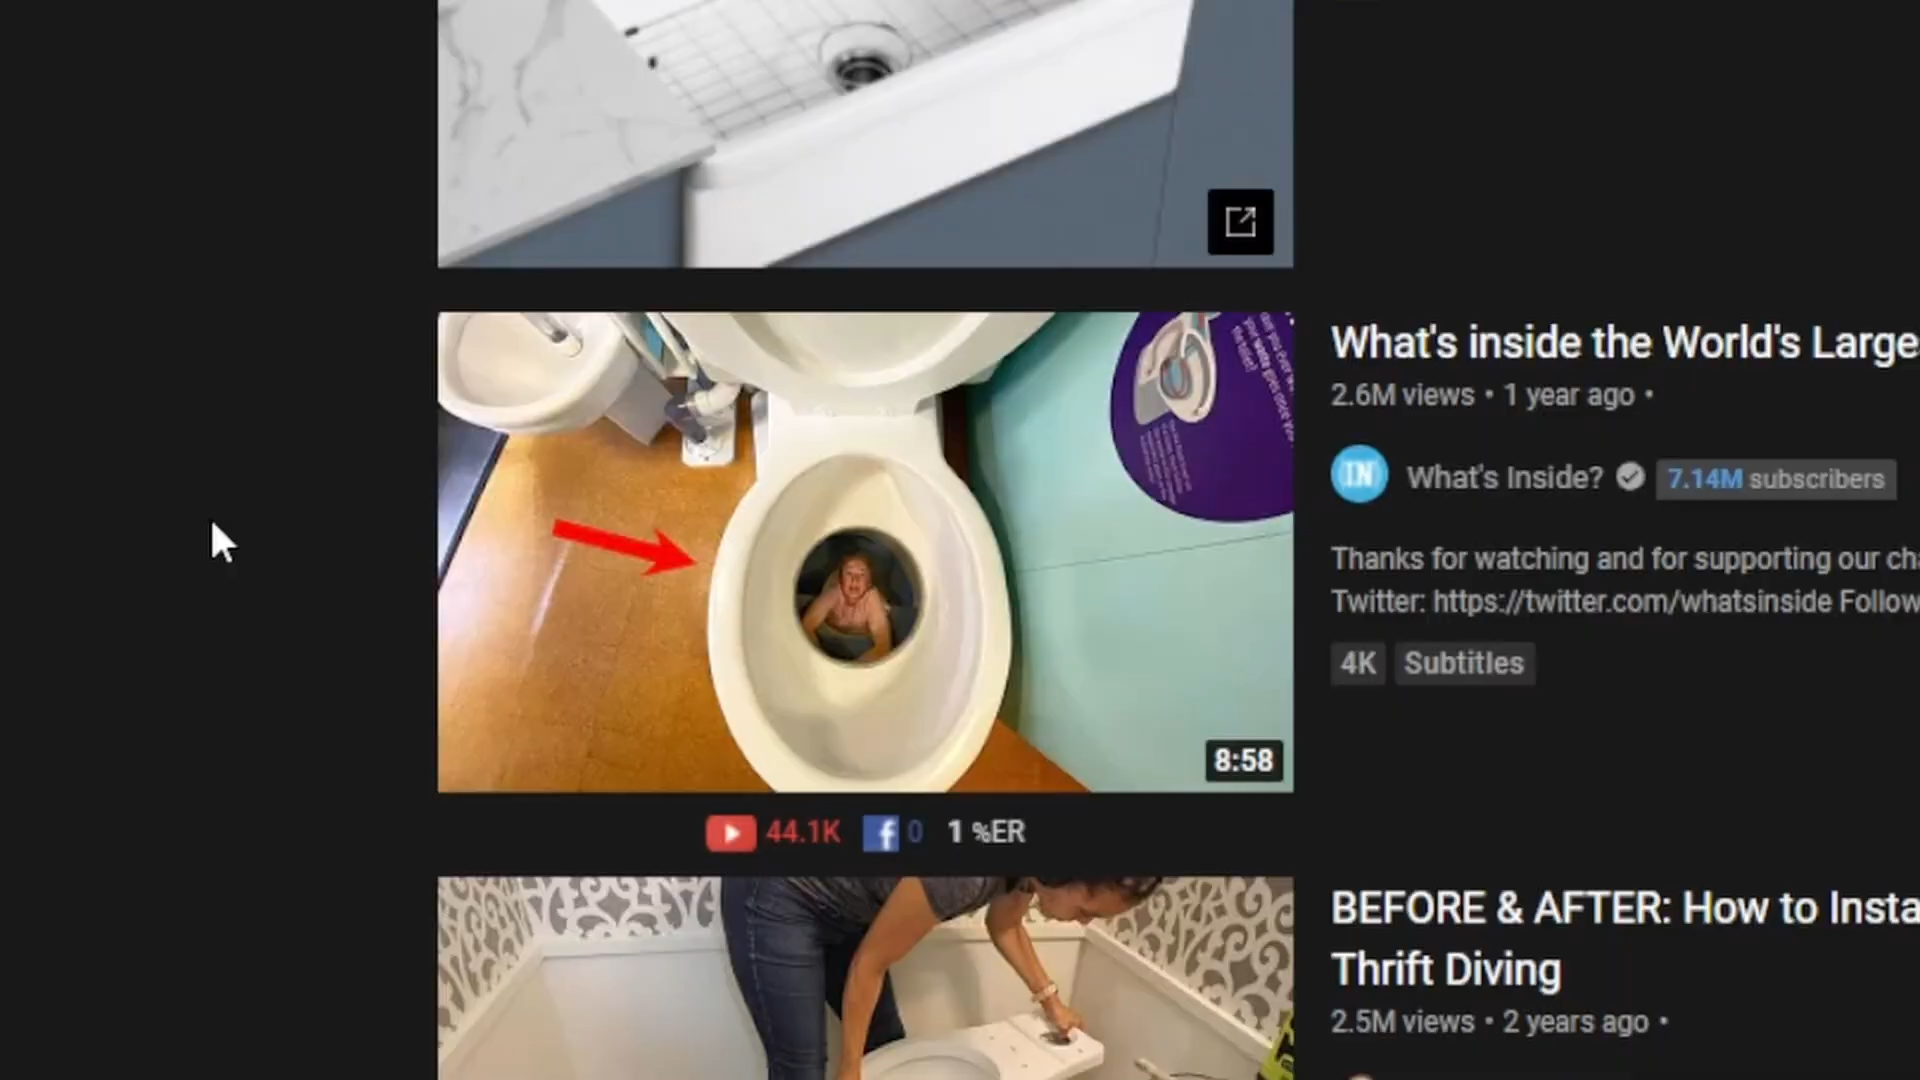 What's inside the World's Large
2.6M views • 1 year ago •
IN What's Inside? 7.14M subscribers
Thanks for watching and for supporting our cha
Twitter: https://twitter.com/whatsinside Follow
4K Subtitles
8:58
44.1K f 0 1 %ER
BEFORE & AFTER: How to Insta
Thrift Diving
2.5M views • 2 years ago •